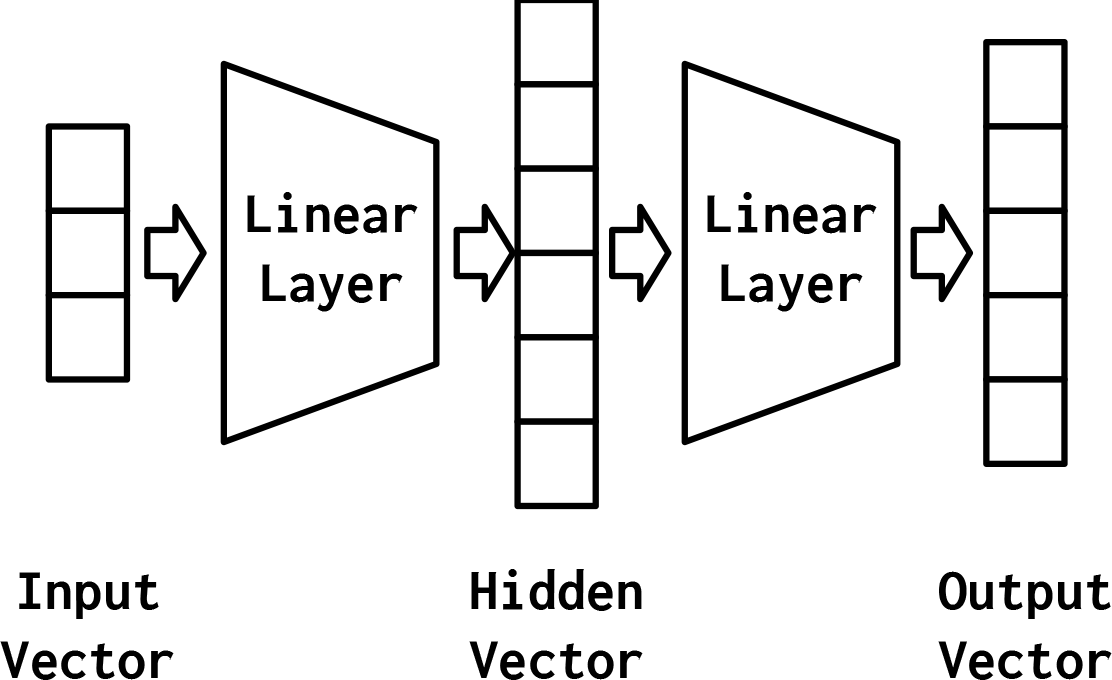 Linear
Layer
Linear
Layer
Input
Vector
Hidden
Vector
Output
Vector